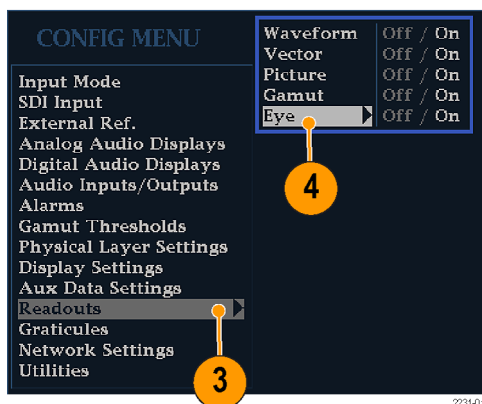 CONFIG MENU
Input Mode
SDI Input
External Ref.
Analog Audio Displays
Digital Audio Displays
Audio Inputs/Outputs
Alarms
Gamut Thresholds
Physical Layer Settings
Display Settings
Aux Data Settings
Readouts
Graticules
Network Settings
Utilities
3
Waveform Off / On
Vector Off / On
Picture Off / On
Gamut Off / On
Eye Off / On
4